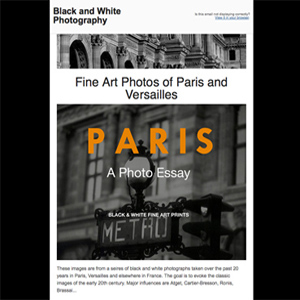 Black and White
Photography
Is this email not displaying correctly?
View it in your browser.
Fine Art Photos of Paris and
Versailles
PARIS
A Photo Essay
BLACK & WHITE FINE ART PRINTS
METRO
These images are from a series of black and white photographs taken over the past 20
years in Paris, Versailles and elsewhere in France. The goal is to evoke the classic
images of the early 20th century. Major influences are Atget, Cartier-Bresson, Ronis,
Brassai...